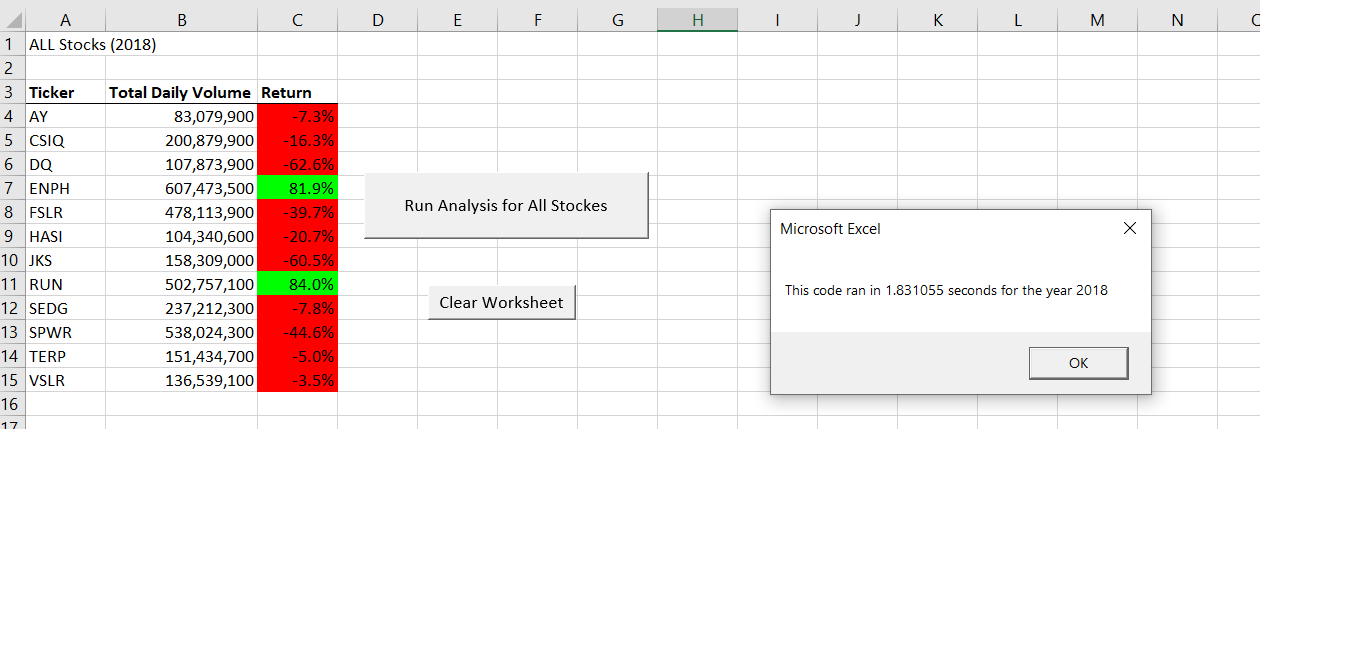 A B C D E F G H I J K L M N
1 ALL Stocks (2018)
2
3 Ticker Total Daily Volume Return
4 AY 83,079,900 -7.3%
5 CSIQ 200,879,900 -16.3%
6 DQ 107,873,900 -62.6%
7 ENPH 607,473,500 81.9%
8 FSLR 478,113,900 -39.7%
9 HASI 104,340,600 -20.7%
10 JKS 158,309,000 -60.5%
11 RUN 502,757,100 84.0%
12 SEDG 237,212,300 -7.8%
13 SPWR 538,024,300 -44.6%
14 TERP 151,434,700 -5.0%
15 VSLR 136,539,100 -3.5%
16
17
Run Analysis for All Stockes
Clear Worksheet
Microsoft Excel
This code ran in 1.831055 seconds for the year 2018
OK